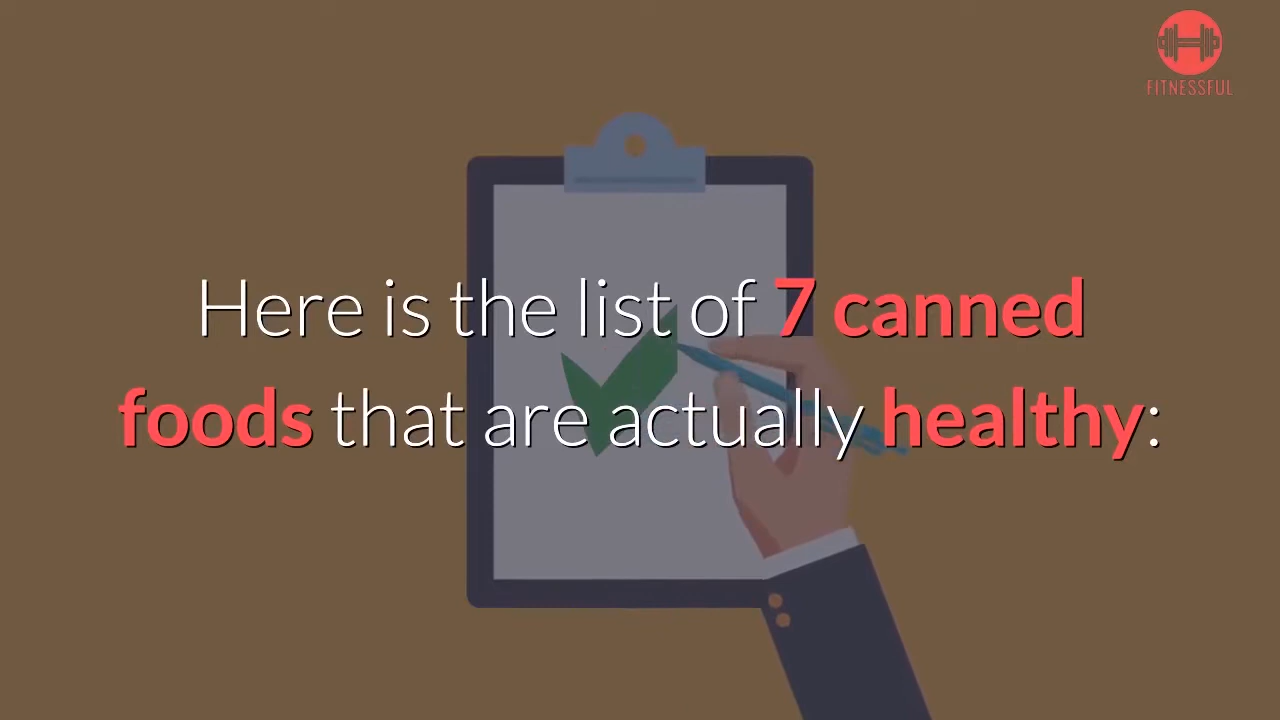 FITNESSFUL
Here is the list of 7 canned
foods that are actually healthy: